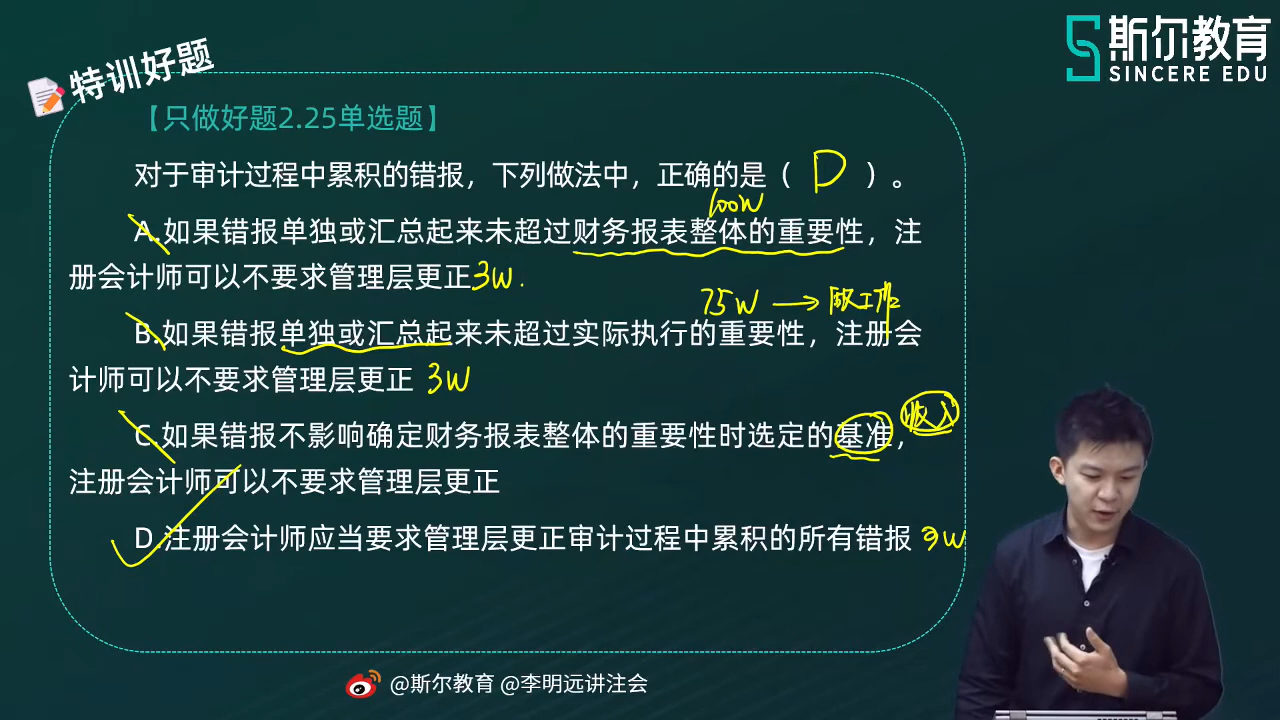 特训好题
斯尔教育
SINCERE EDU
【只做好题2.25单选题】
对于审计过程中累积的错报，下列做法中，正确的是（ D ）。
100W
A.如果错报单独或汇总起来未超过财务报表整体的重要性，注
册会计师可以不要求管理层更正 3W.
75W →
B.如果错报单独或汇总起来未超过实际执行的重要性，注册会
计师可以不要求管理层更正 3W
收入
C.如果错报不影响确定财务报表整体的重要性时选定的基准，
注册会计师可以不要求管理层更正
D.注册会计师应当要求管理层更正审计过程中累积的所有错报 3W
@斯尔教育 @李明远讲注会